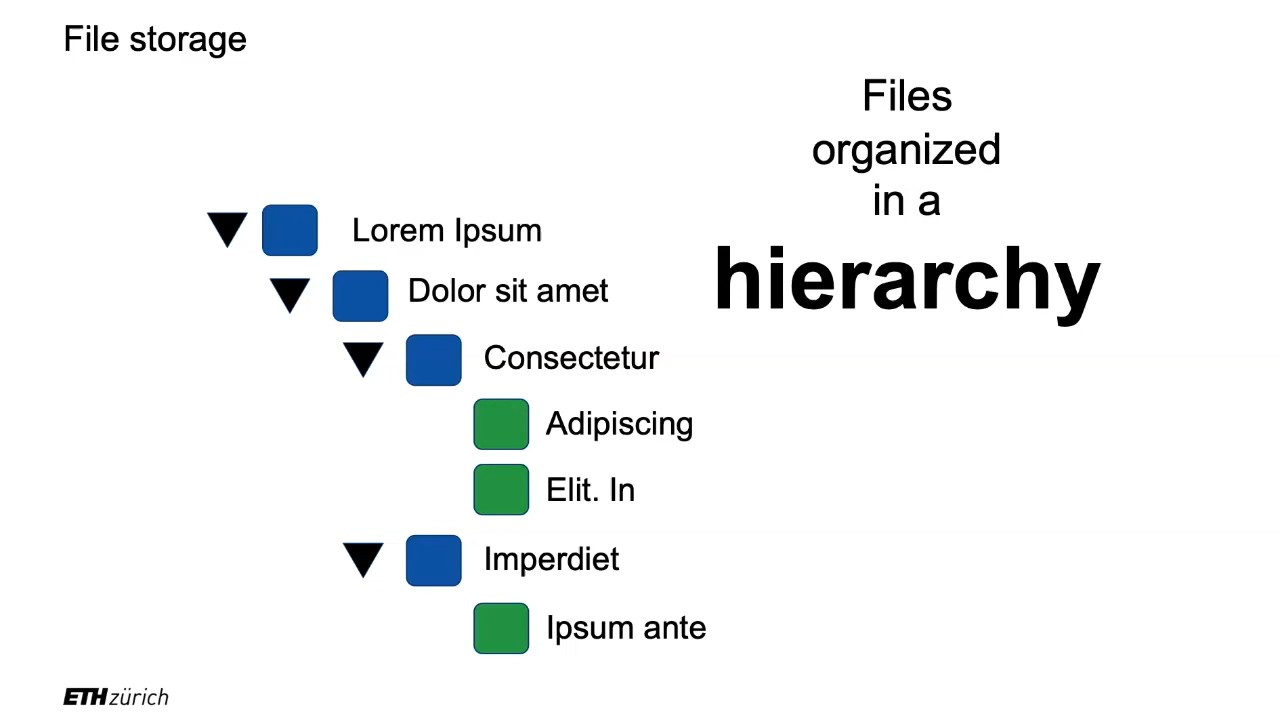 File storage
Files
organized
in a
hierarchy
Lorem Ipsum
Dolor sit amet
Consectetur
Adipiscing
Elit. In
Imperdiet
Ipsum ante
ETH zürich